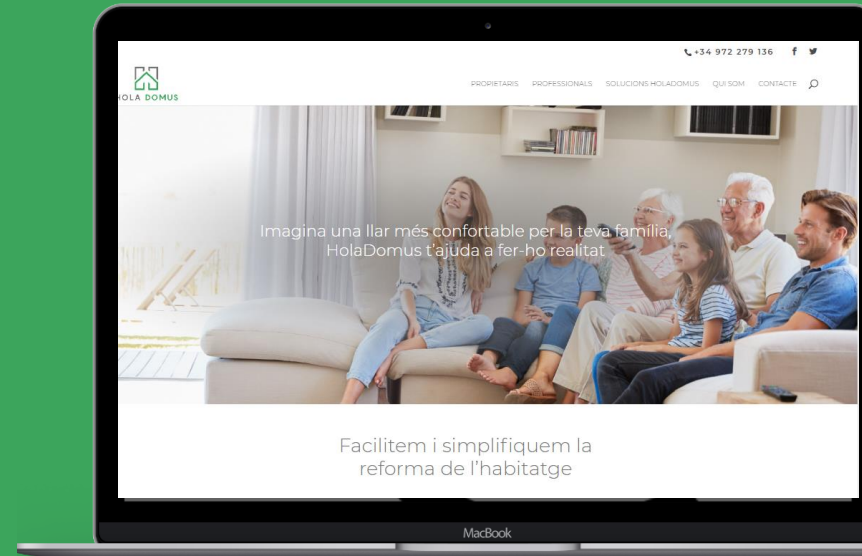 +34 972 279 136
HOLA DOMUS
PROPIETARIS PROFESSIONALS SOLUCIONS HOLADOMUS QUI SOM CONTACTE
Imagina una llar més confortable per la teva família,
HolaDomus t'ajuda a fer-ho realitat
Facilitem i simplifiquem la
reforma de l'habitatge
MacBook